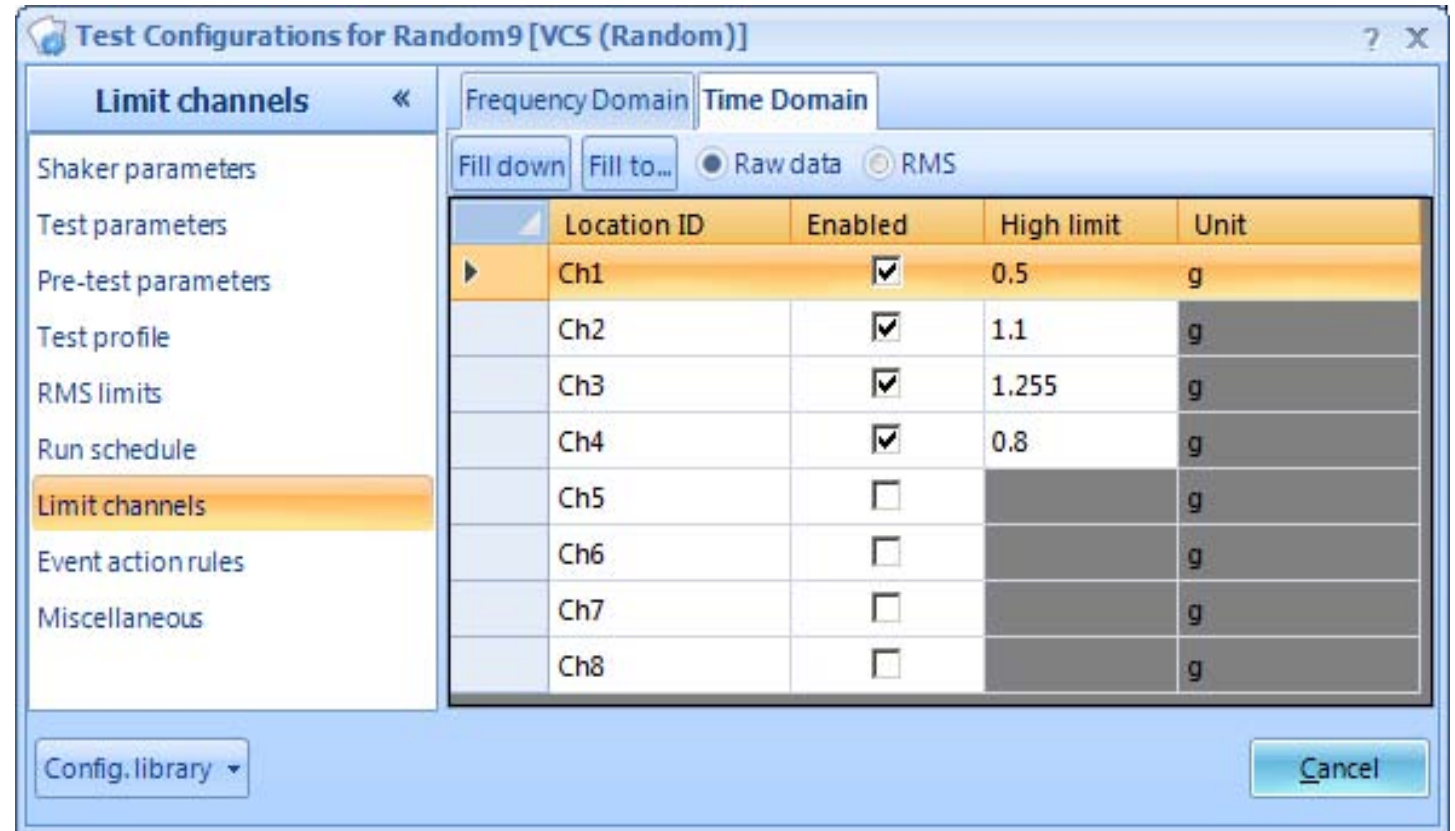 Test Configurations for Random9 [VCS (Random)]
? X
Limit channels «
Shaker parameters
Test parameters
Pre-test parameters
Test profile
RMS limits
Run schedule
Limit channels
Event action rules
Miscellaneous
Frequency Domain Time Domain
Fill down Fill to... Raw data RMS
Location ID Enabled High limit Unit
Ch1 0.5 g
Ch2 1.1 g
Ch3 1.255 g
Ch4 0.8 g
Ch5 g
Ch6 g
Ch7 g
Ch8 g
Config. library
Cancel